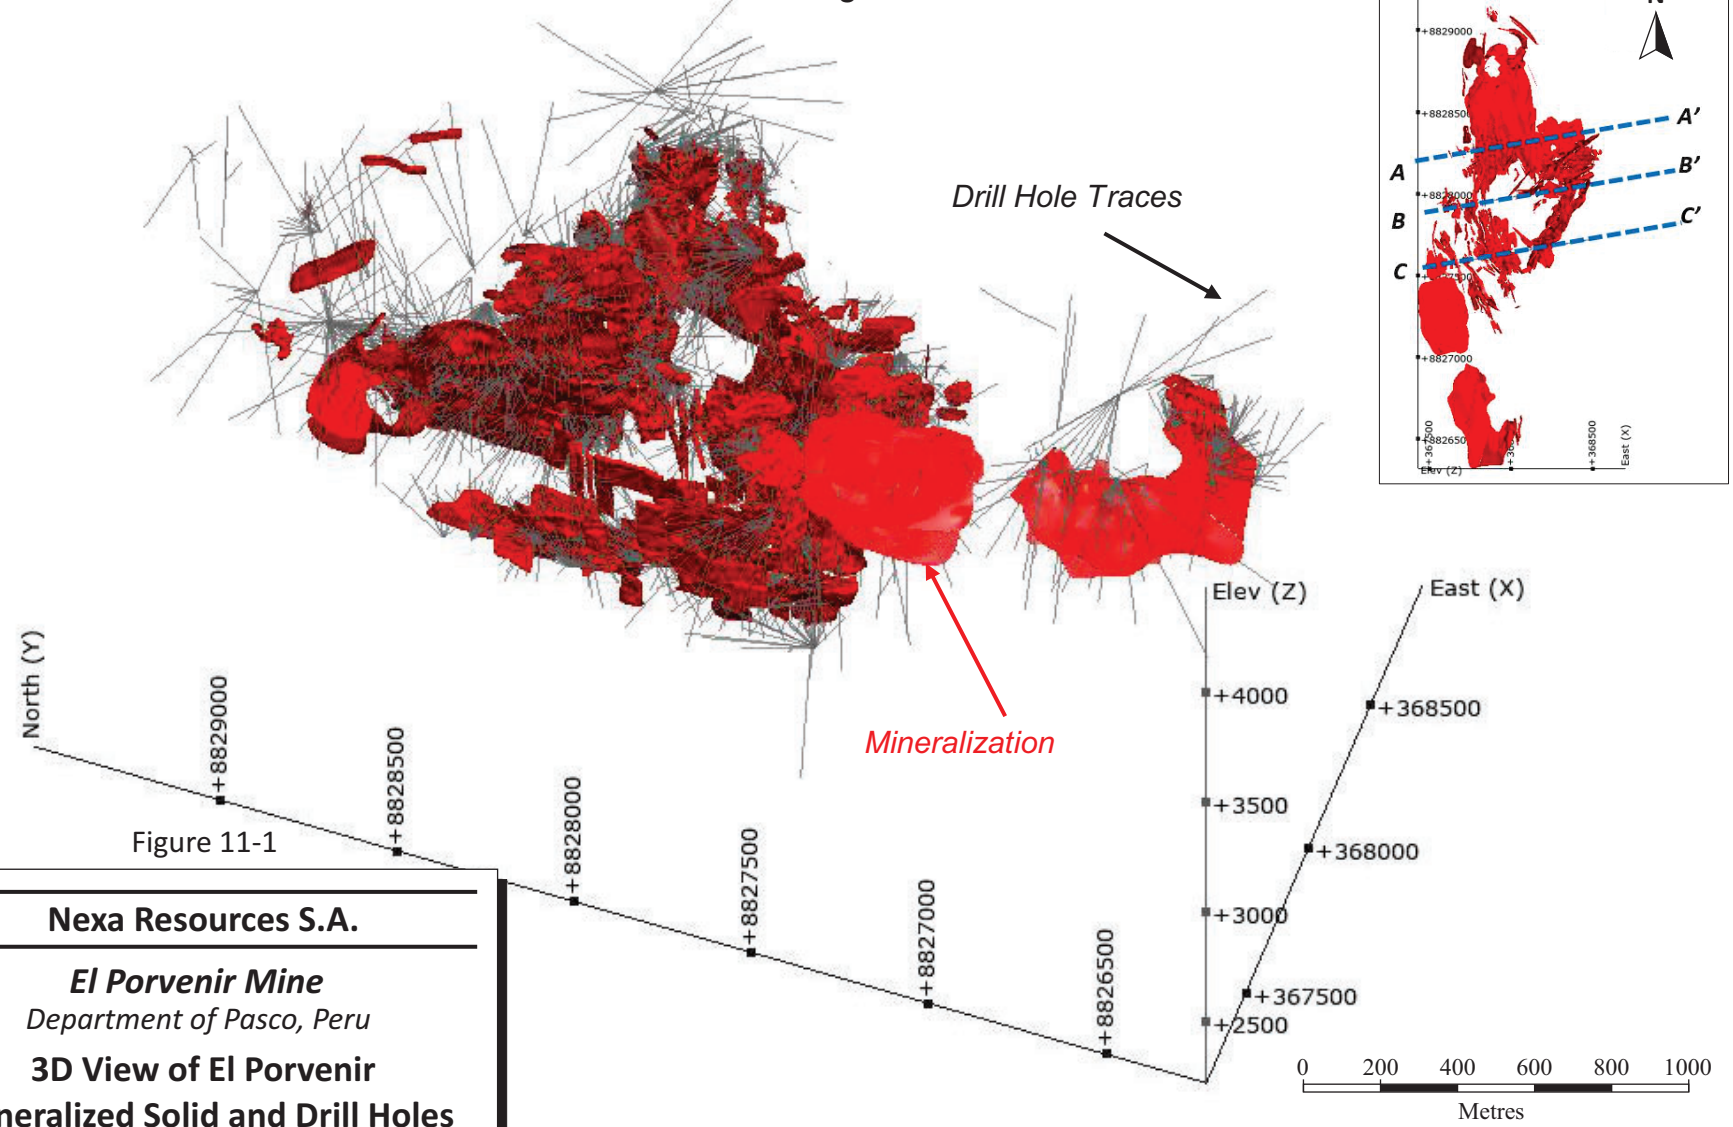 N
+8829000
+8828500
+8828000
+8827000
A
A'
B
B'
C
C'
+368500
East (X)
Elev (Z)
Drill Hole Traces
Mineralization
Elev (Z)
+4000
+3500
+3000
+2500
East (X)
+368500
+368000
+367500
North (Y)
+8829000
+8828500
+8828000
+8827500
+8827000
+8826500
Figure 11-1
Nexa Resources S.A.
El Porvenir Mine
Department of Pasco, Peru
3D View of El Porvenir
neralized Solid and Drill Holes
0 200 400 600 800 1000
Metres